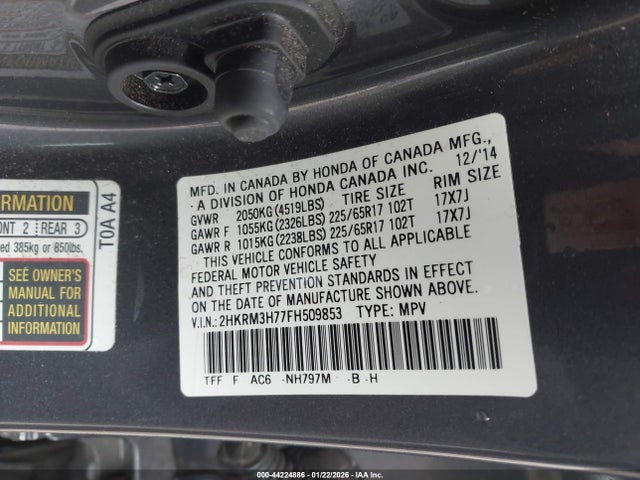 MFD. IN CANADA BY HONDA OF CANADA MFG.,
A DIVISION OF HONDA CANADA INC. 12/'14
TIRE SIZE RIM SIZE
GVWR 2050KG (4519LBS)
GAWR F 1055KG (2326LBS) 225/65R17 102T 17X7J
GAWR R 1015KG (2238LBS) 225/65R17 102T 17X7J
THIS VEHICLE CONFORMS TO ALL APPLICABLE
FEDERAL MOTOR VEHICLE SAFETY
AND THEFT PREVENTION STANDARDS IN EFFECT
ON THE DATE OF MANUFACTURE SHOWN ABOVE.
V.I.N.: 2HKRM3H77FH509853 TYPE: MPV
TFF F AC6 -NH797M -B -H
FORMATION
ONT 2 REAR 3
385kg or 850lbs.
SEE OWNER'S
MANUAL FOR
ADDITIONAL
INFORMATION
T0A A4
000-44224886 - 01/22/2026 - IAA Inc.